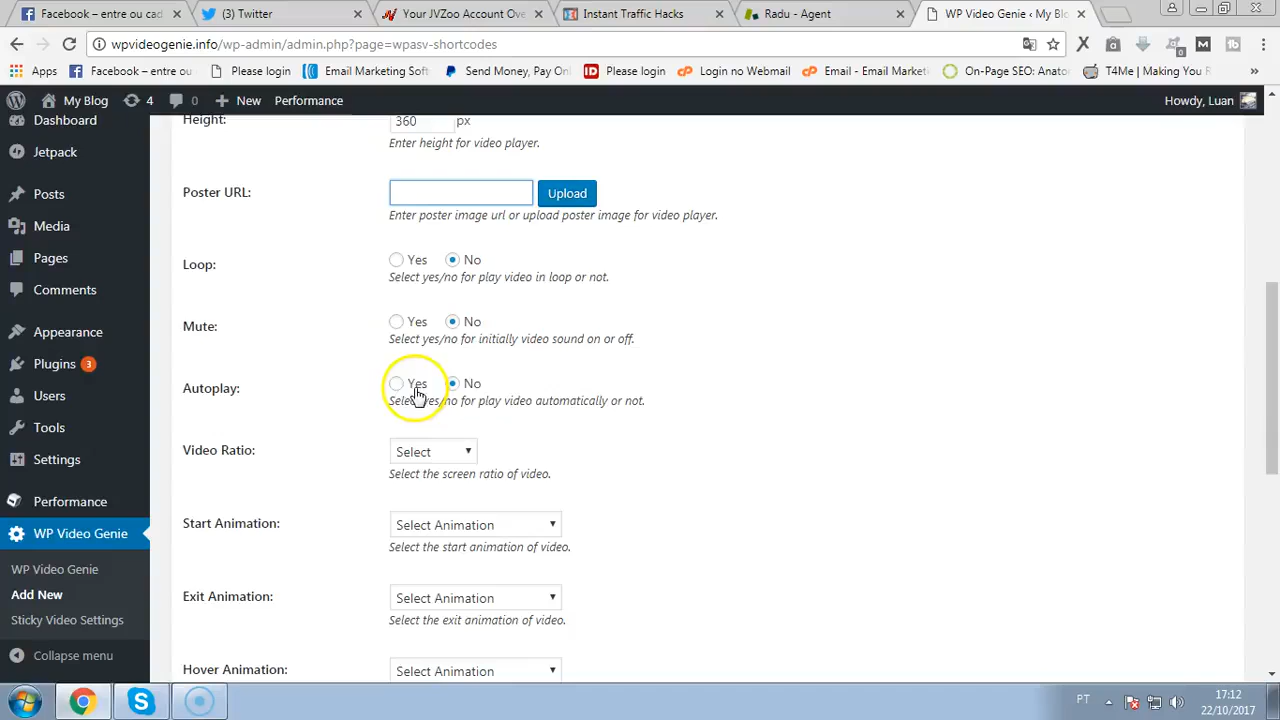 Facebook – entre ou cad
(3) Twitter
Your JVZoo Account Ove
Instant Traffic Hacks
Radu - Agent
WP Video Genie ‹ My Blo
wpvideogenie.info/wp-admin/admin.php?page=wpasv-shortcodes
Apps
Facebook – entre ou
Please login
Email Marketing Soft
Send Money, Pay Onl
Please login
Login no Webmail
Email - Email Market
On-Page SEO: Anato
T4Me | Making You R
My Blog
4
0
New
Performance
Howdy, Luan
Dashboard
Jetpack
Posts
Media
Pages
Comments
Appearance
Plugins 3
Users
Tools
Settings
Performance
WP Video Genie
WP Video Genie
Add New
Sticky Video Settings
Collapse menu
Height:
360 px
Enter height for video player.
Poster URL:
Upload
Enter poster image url or upload poster image for video player.
Loop:
Yes No
Select yes/no for play video in loop or not.
Mute:
Yes No
Select yes/no for initially video sound on or off.
Autoplay:
Yes No
Select yes/no for play video automatically or not.
Video Ratio:
Select
Select the screen ratio of video.
Start Animation:
Select Animation
Select the start animation of video.
Exit Animation:
Select Animation
Select the exit animation of video.
Hover Animation:
Select Animation
PT
17:12
22/10/2017